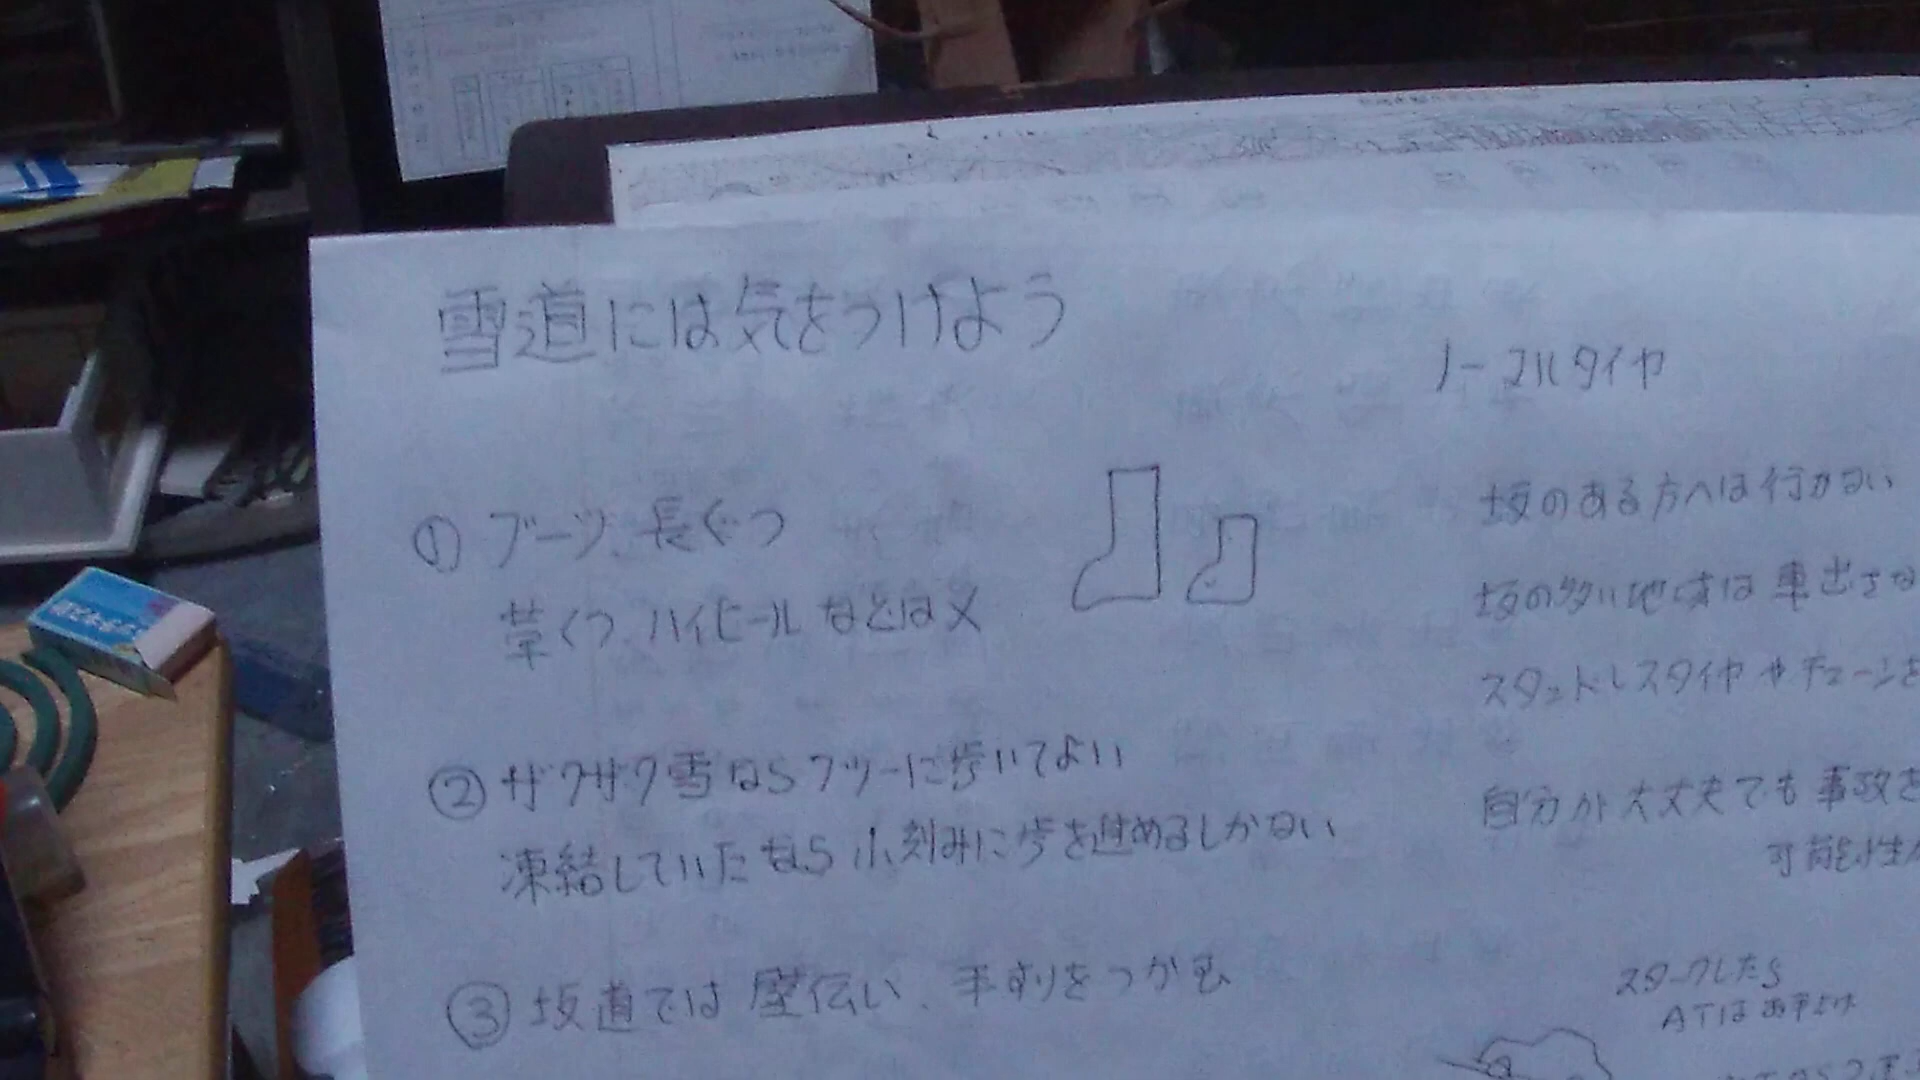 雪道には気をつけよう
① ブーツ、長ぐつ
革くつ、ハイヒールなどは×
② ザクザク雪ならフツーに歩いてよい
凍結していたなら小刻みに歩を進めるしかない
③ 坂道では壁伝い、手すりをつかむ
ノーマルタイヤ
坂のある方へは行かない
坂の多い地域は車出さな
スタットレスタイヤやチェーンを
自分が大丈夫でも事故を
可能性
スタックしたら
ATはあ